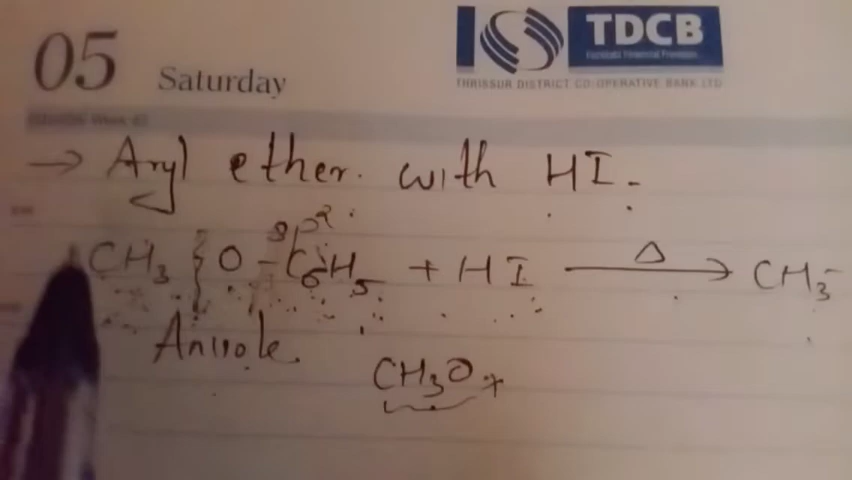 05 Saturday
TDCB
THRISSUR DISTRICT CO-OPERATIVE BANK LTD
→ Aryl ether. with HI.
sp2
CH3 O - C6H5 + HI Δ→ CH3-
Anisole.
CH3O